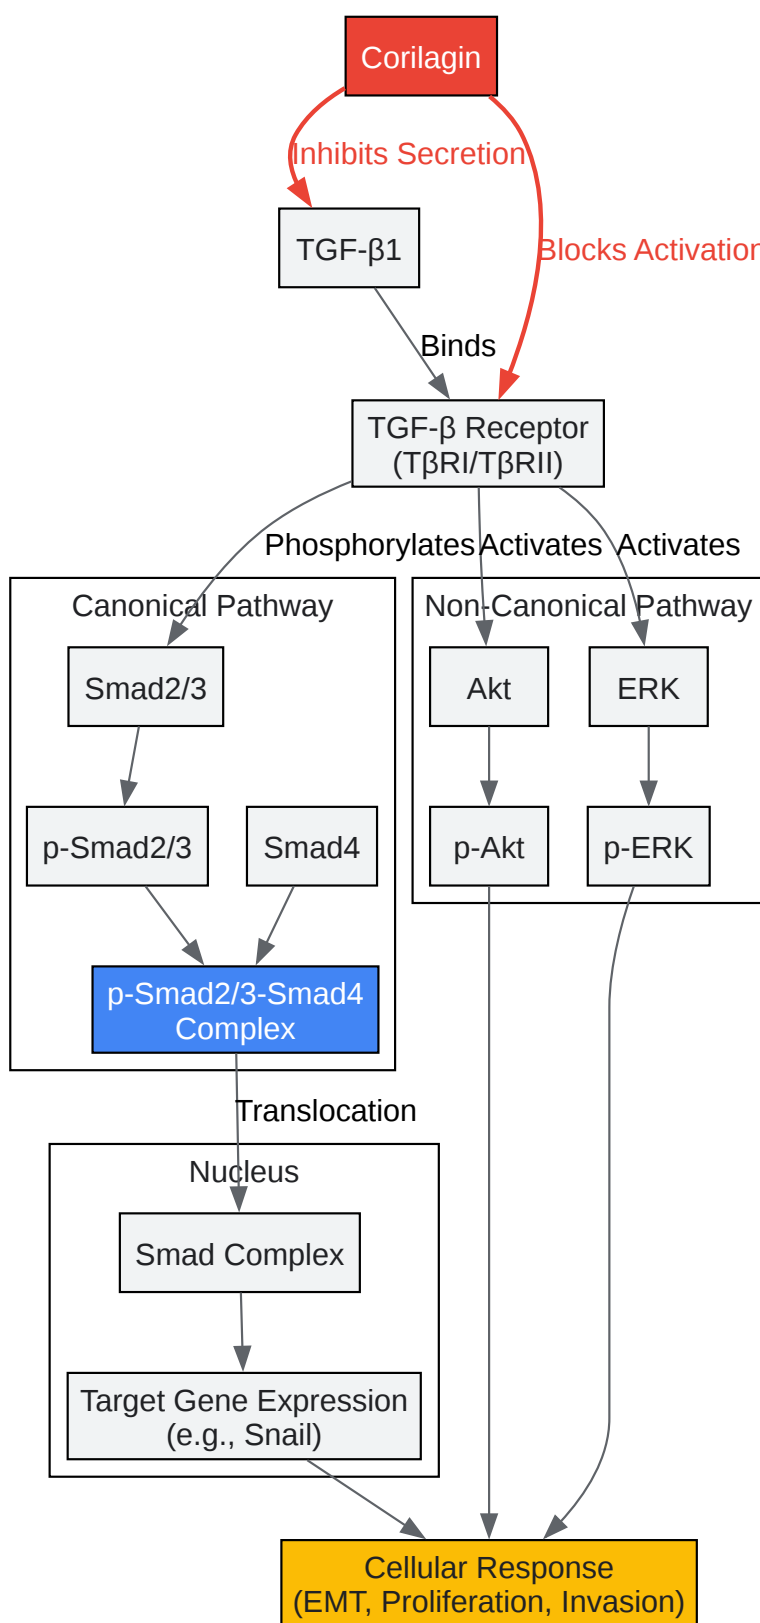 Corilagin
Inhibits Secretion
TGF-β1
Blocks Activation
Binds
TGF-β Receptor
(TβRI/TβRII)
Phosphorylates
Activates
Activates
Canonical Pathway
Non-Canonical Pathway
Smad2/3
Akt
ERK
p-Smad2/3
Smad4
p-Akt
p-ERK
p-Smad2/3-Smad4
Complex
Translocation
Nucleus
Smad Complex
Target Gene Expression
(e.g., Snail)
Cellular Response
(EMT, Proliferation, Invasion)